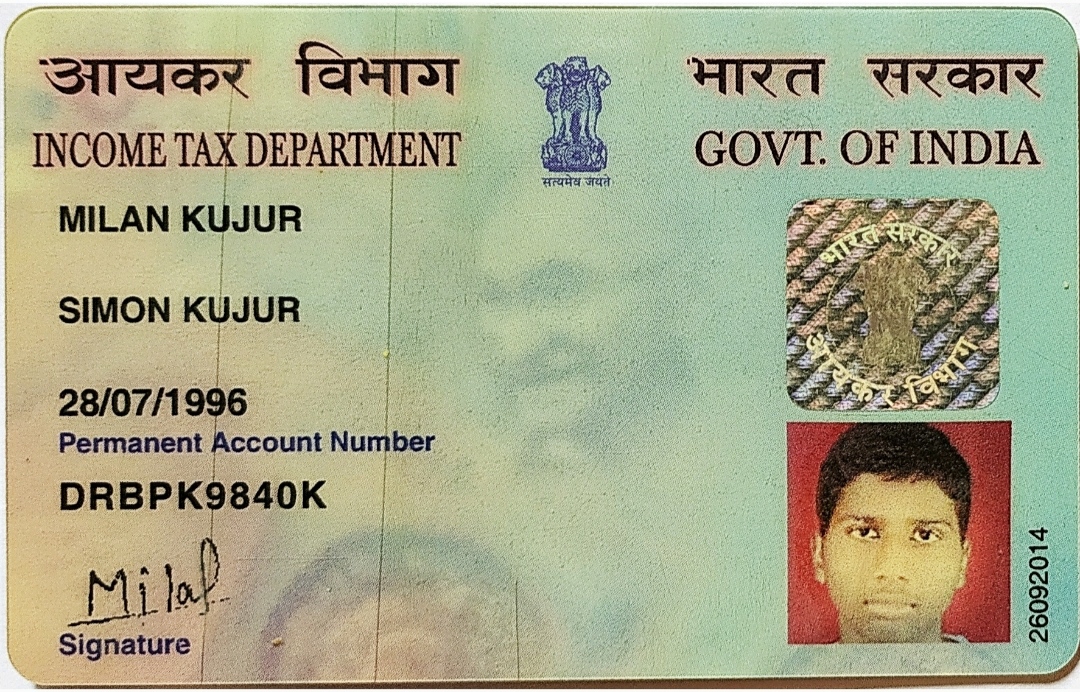 आयकर विभाग
INCOME TAX DEPARTMENT
सत्यमेव जयते
भारत सरकार
GOVT. OF INDIA
MILAN KUJUR
SIMON KUJUR
28/07/1996
Permanent Account Number
DRBPK9840K
Milan
Signature
भारत सरकार
आयकर विभाग
26092014